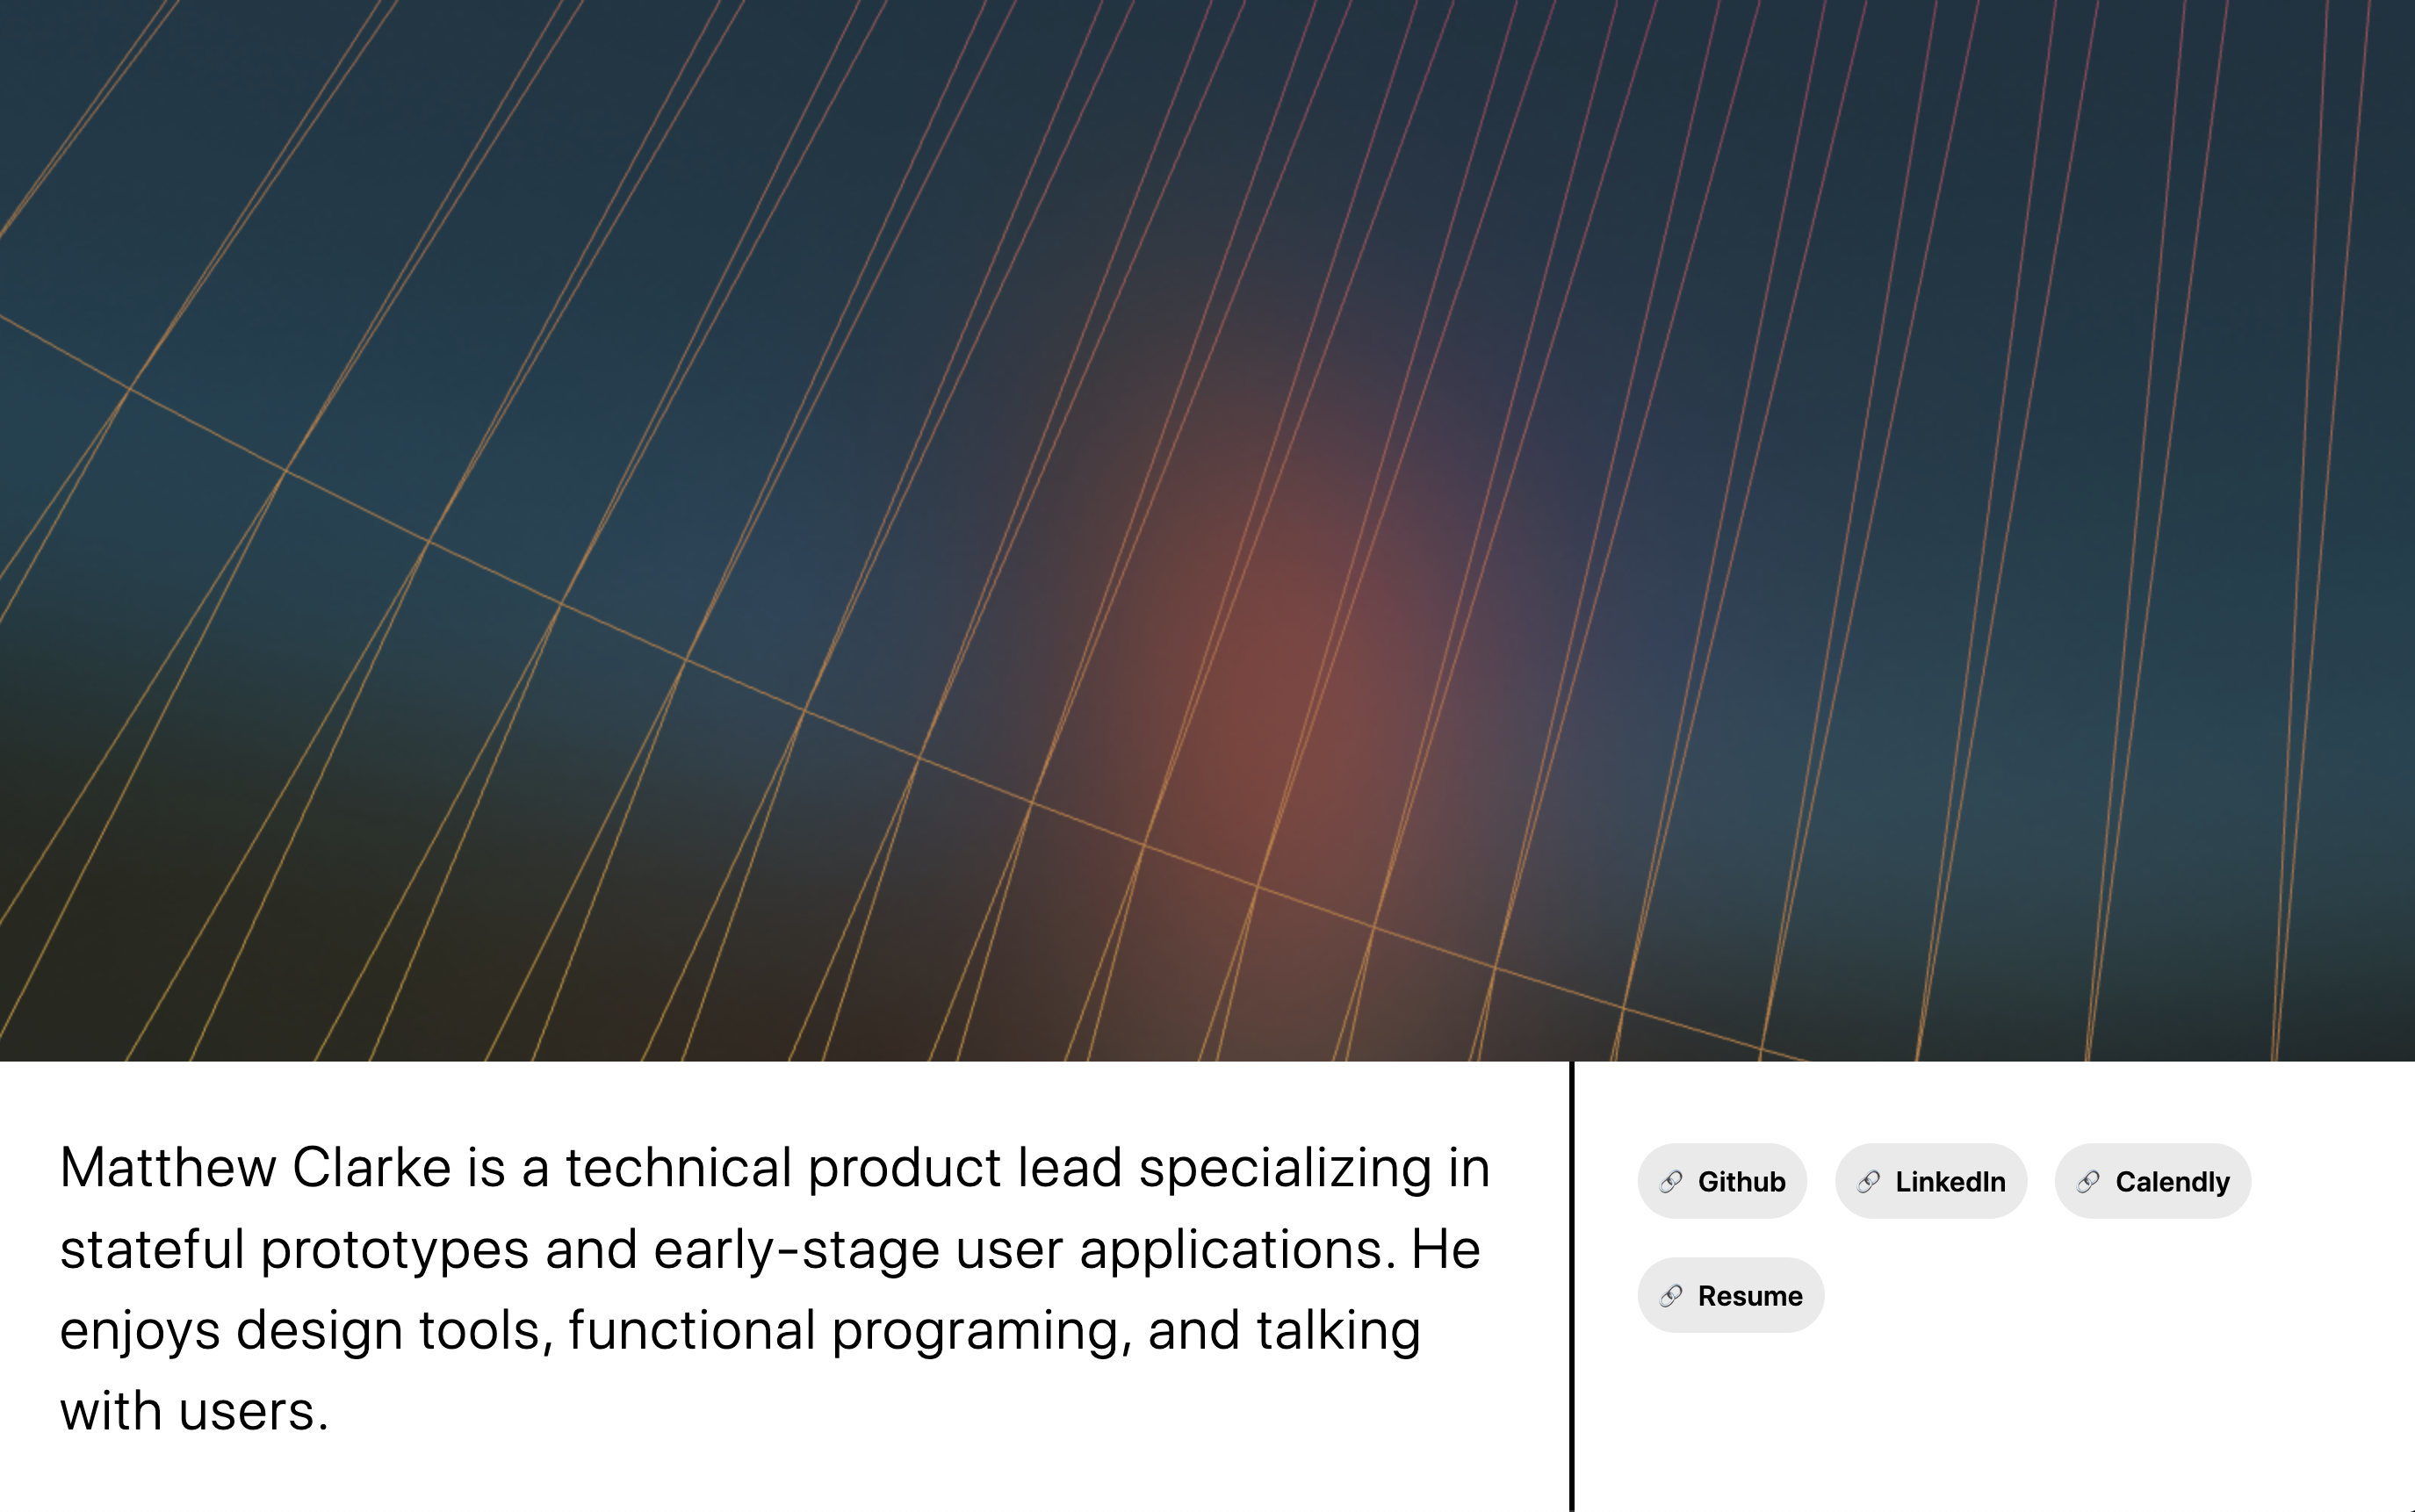 Matthew Clarke is a technical product lead specializing in
stateful prototypes and early-stage user applications. He
enjoys design tools, functional programing, and talking
with users.
Github
LinkedIn
Calendly
Resume